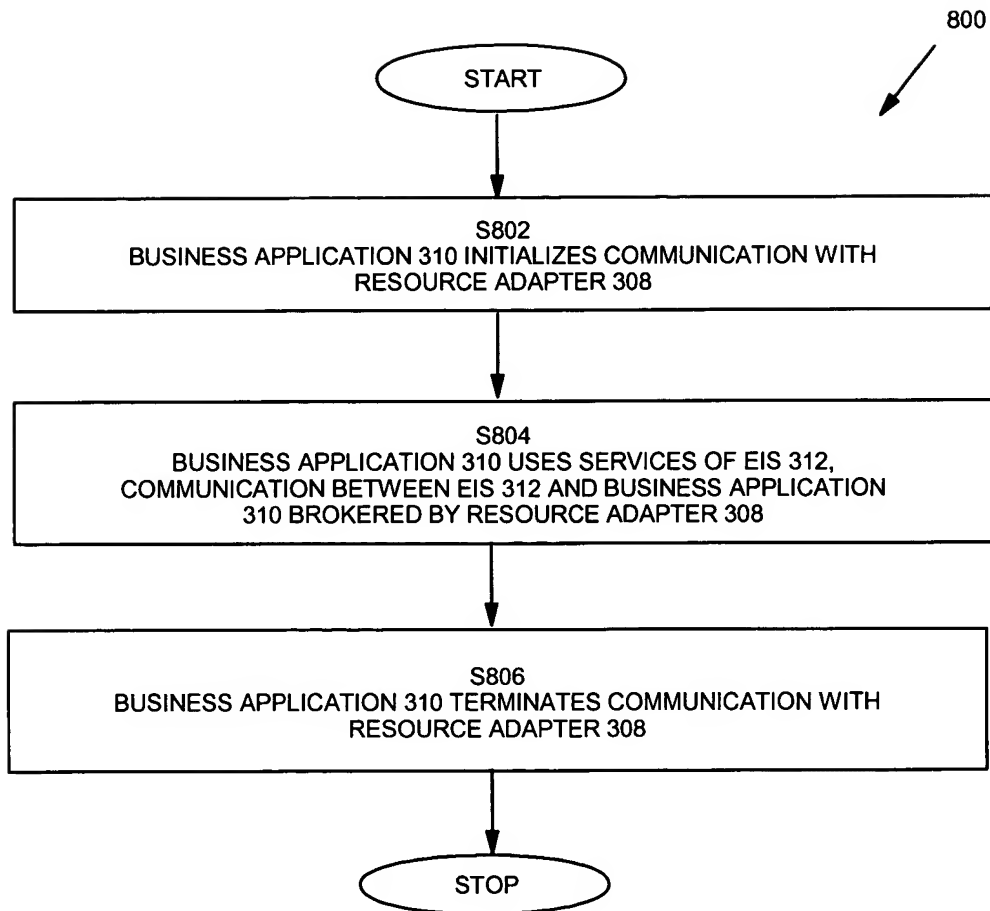 800
START
S802
BUSINESS APPLICATION 310 INITIALIZES COMMUNICATION WITH
RESOURCE ADAPTER 308
S804
BUSINESS APPLICATION 310 USES SERVICES OF EIS 312,
COMMUNICATION BETWEEN EIS 312 AND BUSINESS APPLICATION
310 BROKERED BY RESOURCE ADAPTER 308
S806
BUSINESS APPLICATION 310 TERMINATES COMMUNICATION WITH
RESOURCE ADAPTER 308
STOP